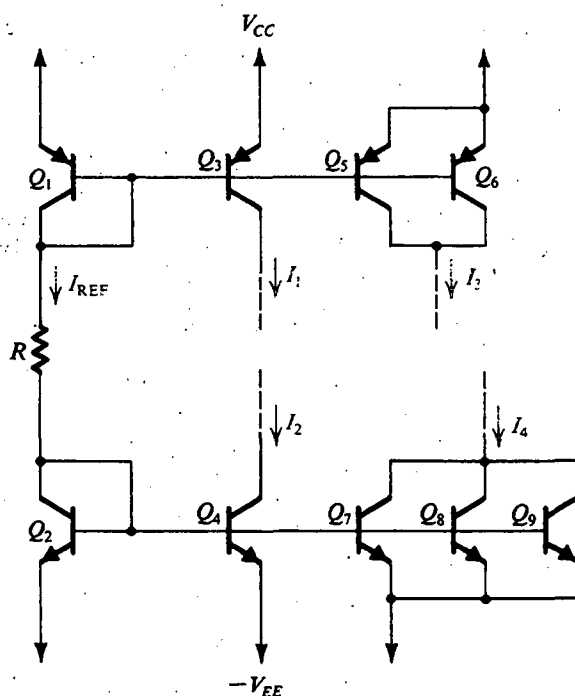 V_CC
Q_1
Q_3
Q_5
Q_6
I_REF
I_1
I_3
R
I_2
I_4
Q_2
Q_4
Q_7
Q_8
Q_9
-V_EE